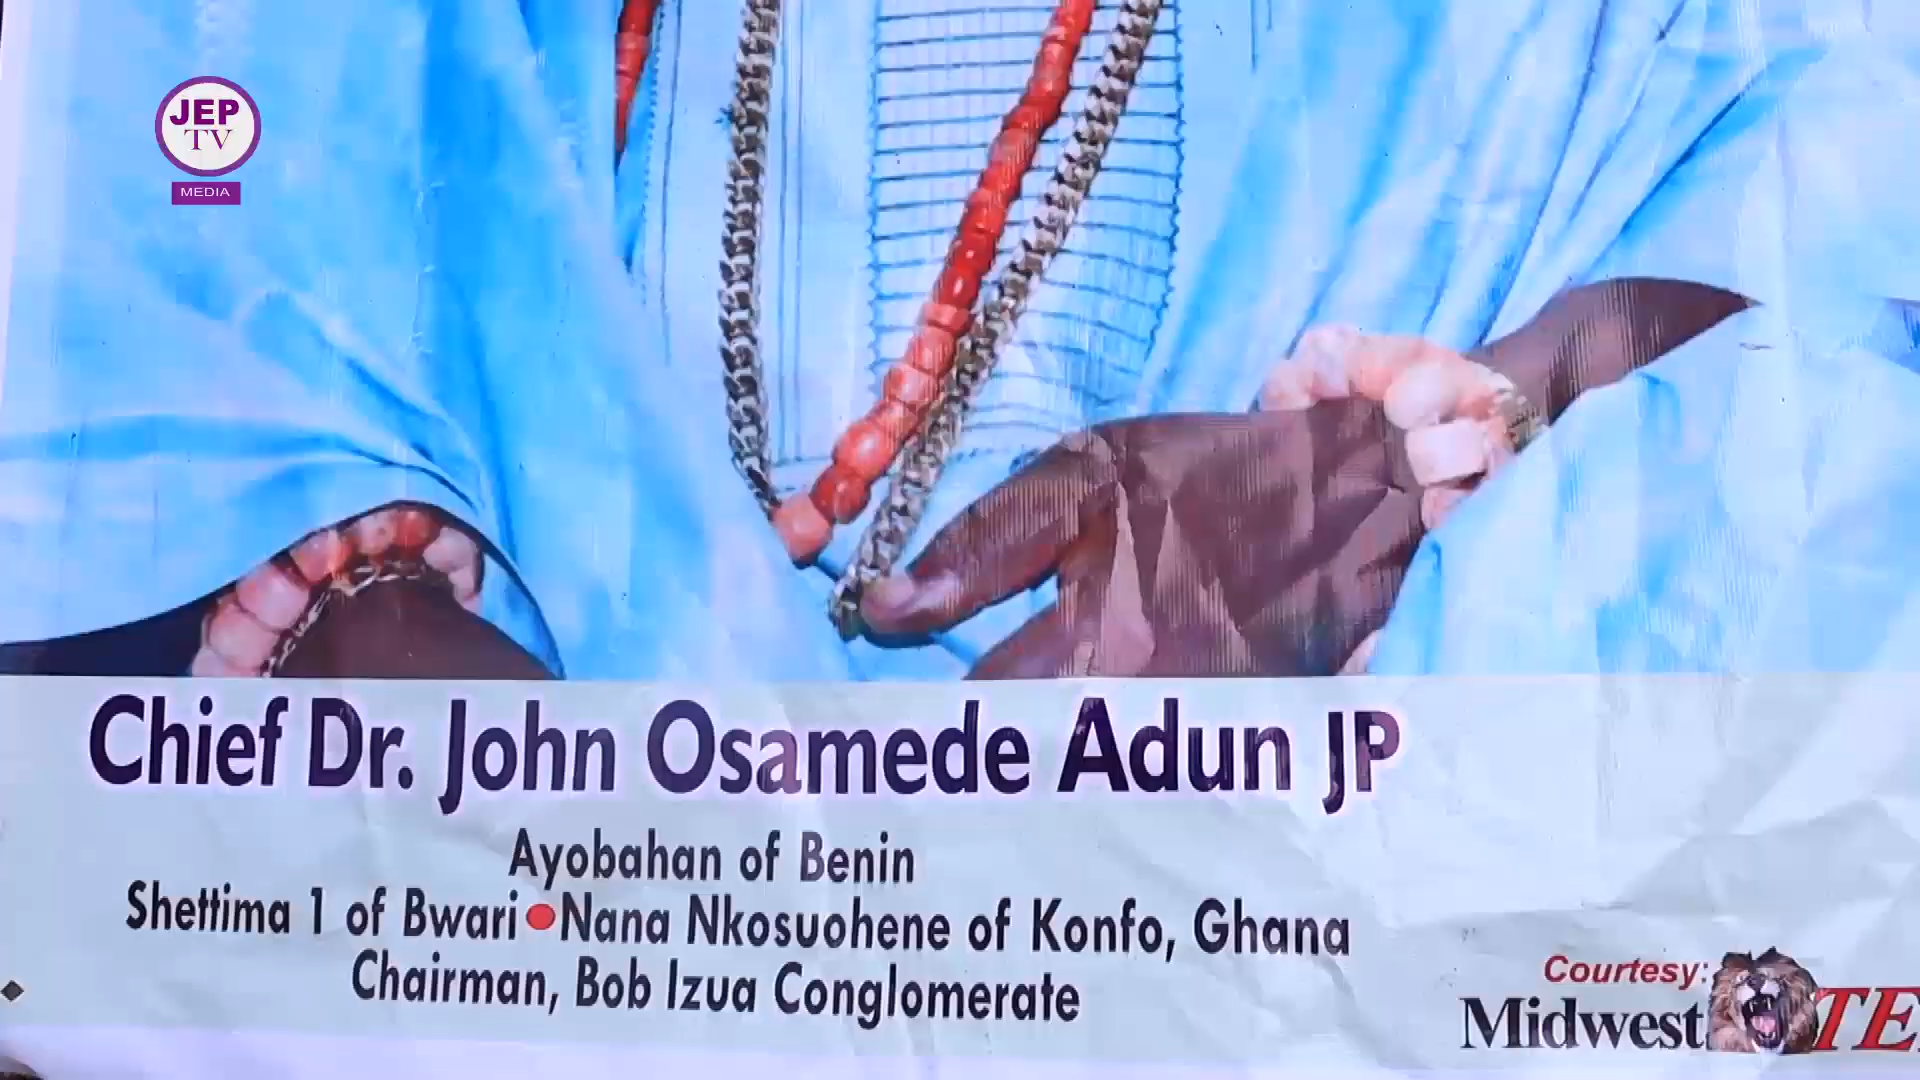 JEP
TV
MEDIA
Chief Dr. John Osamede Adun JP
Ayobahan of Benin
Shettima 1 of Bwari•Nana Nkosuohene of Konfo, Ghana
Chairman, Bob Izua Conglomerate
Courtesy:
Midwest